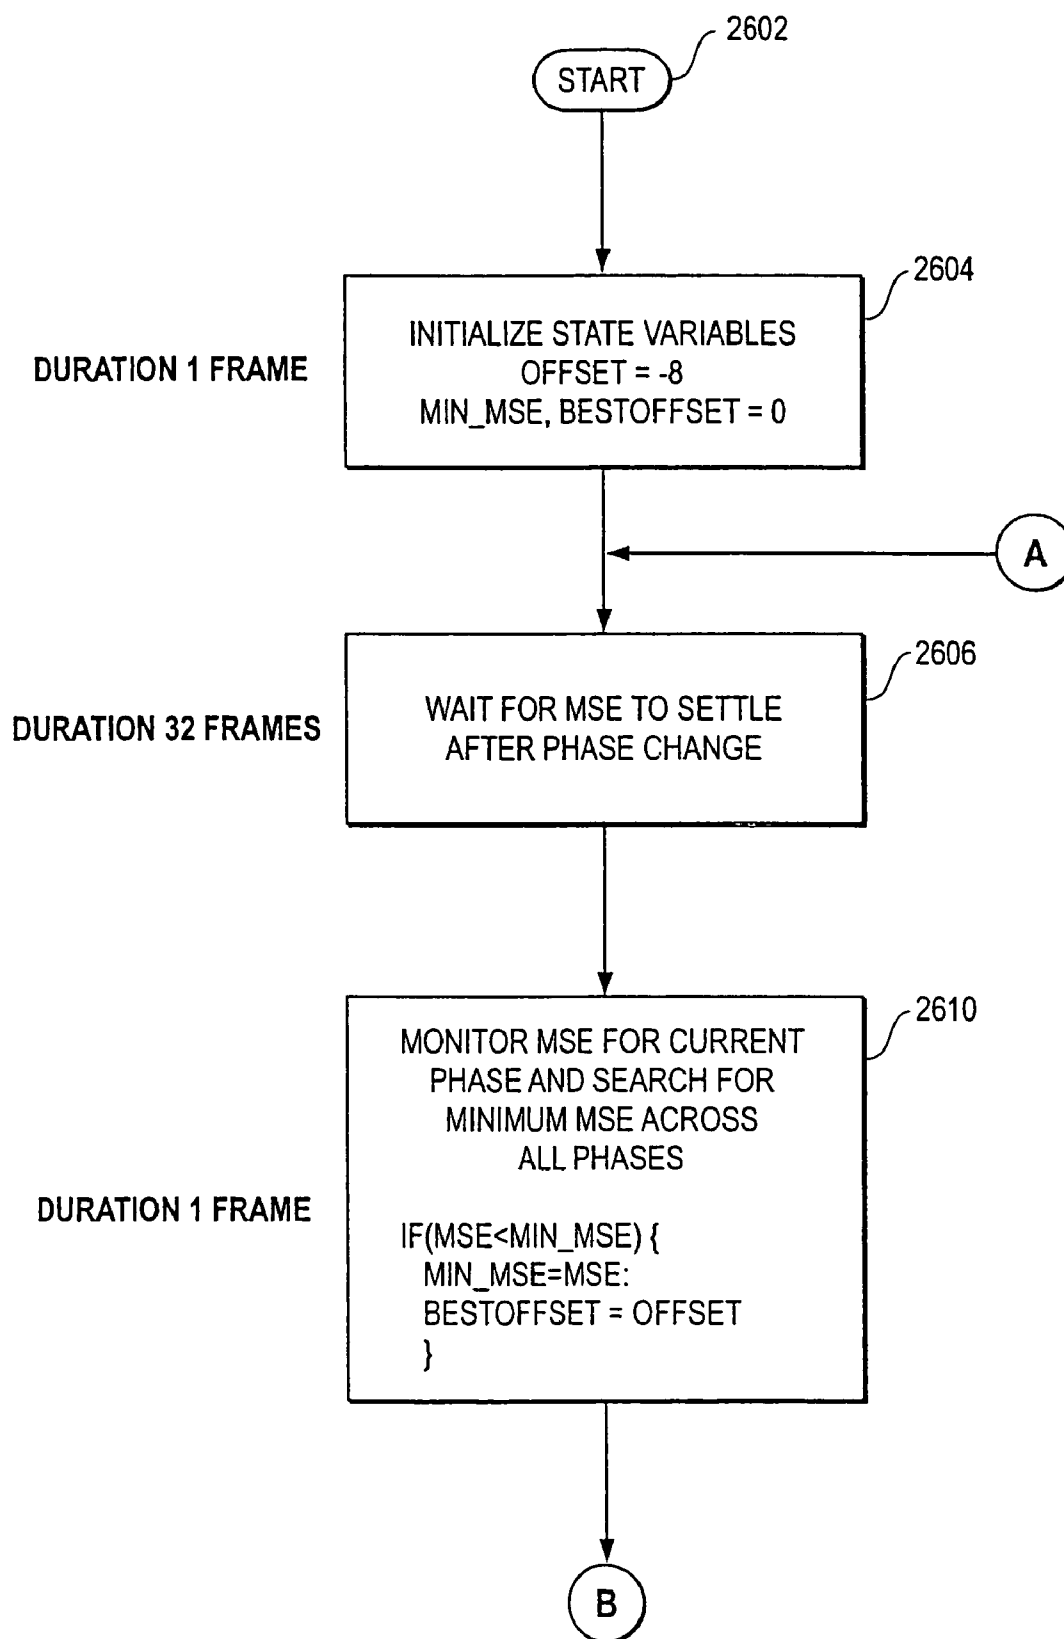 2602
START
2604
INITIALIZE STATE VARIABLES
OFFSET = -8
MIN_MSE, BESTOFFSET = 0
DURATION 1 FRAME
A
2606
WAIT FOR MSE TO SETTLE
AFTER PHASE CHANGE
DURATION 32 FRAMES
2610
MONITOR MSE FOR CURRENT
PHASE AND SEARCH FOR
MINIMUM MSE ACROSS
ALL PHASES
DURATION 1 FRAME
IF(MSE<MIN_MSE) {
MIN_MSE=MSE:
BESTOFFSET = OFFSET
}
B